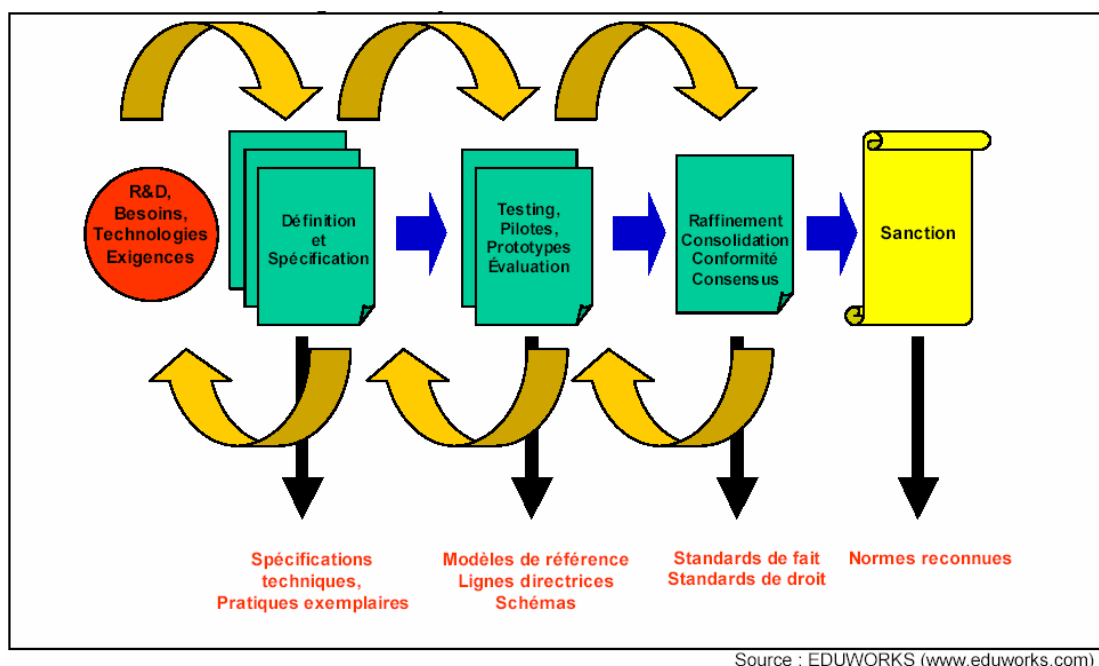 R&D,
Besoins,
Technologies
Exigences
Définition
et
Spécification
Testing,
Pilotes,
Prototypes
Évaluation
Raffinement
Consolidation
Conformité
Consensus
Sanction
Spécifications
techniques,
Pratiques exemplaires
Modèles de référence
Lignes directrices
Schémas
Standards de fait
Standards de droit
Normes reconnues
Source : EDUWORKS (www.eduworks.com)